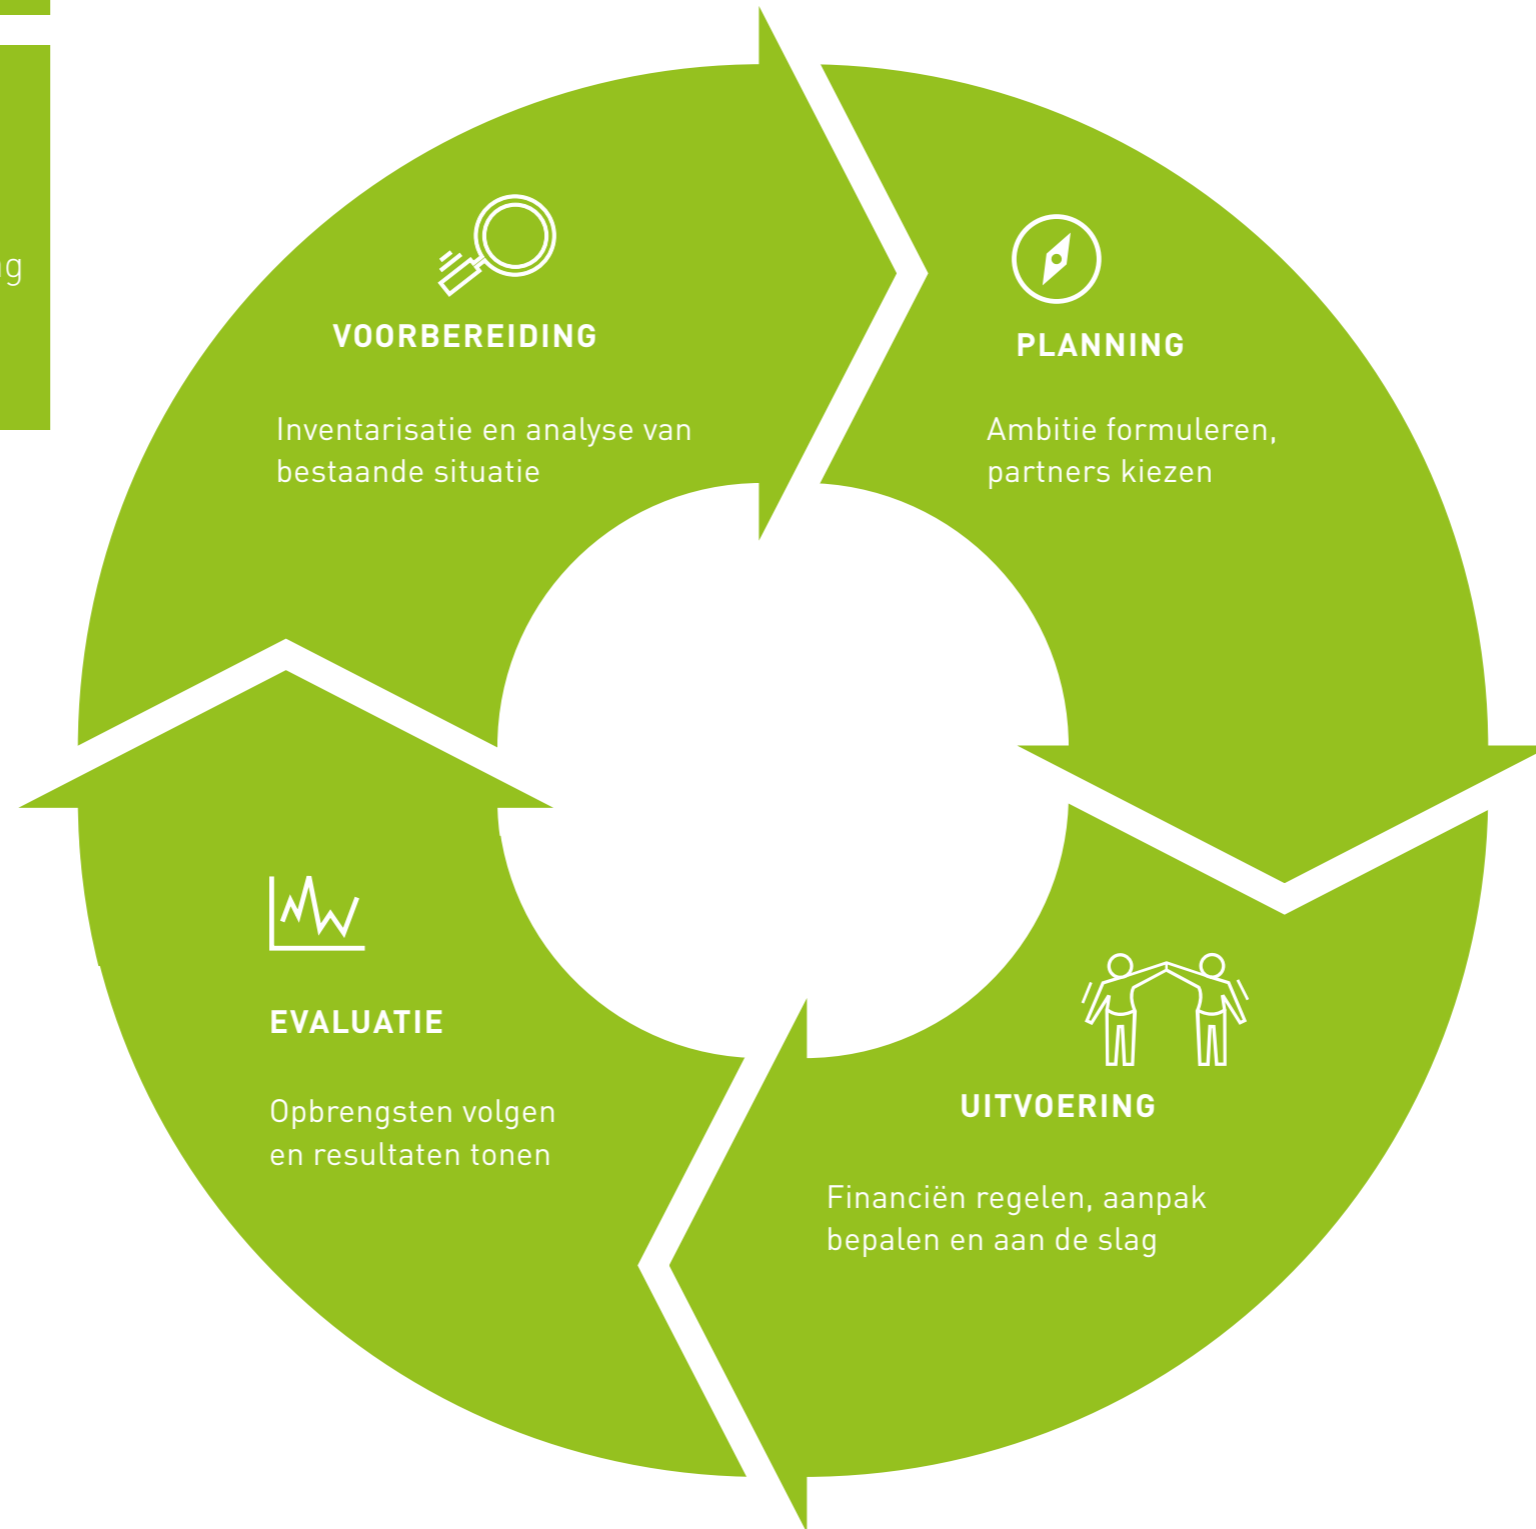 VOORBEREIDING
Inventarisatie en analyse van
bestaande situatie
PLANNING
Ambitie formuleren,
partners kiezen
UITVOERING
Financiën regelen, aanpak
bepalen en aan de slag
EVALUATIE
Opbrengsten volgen
en resultaten tonen